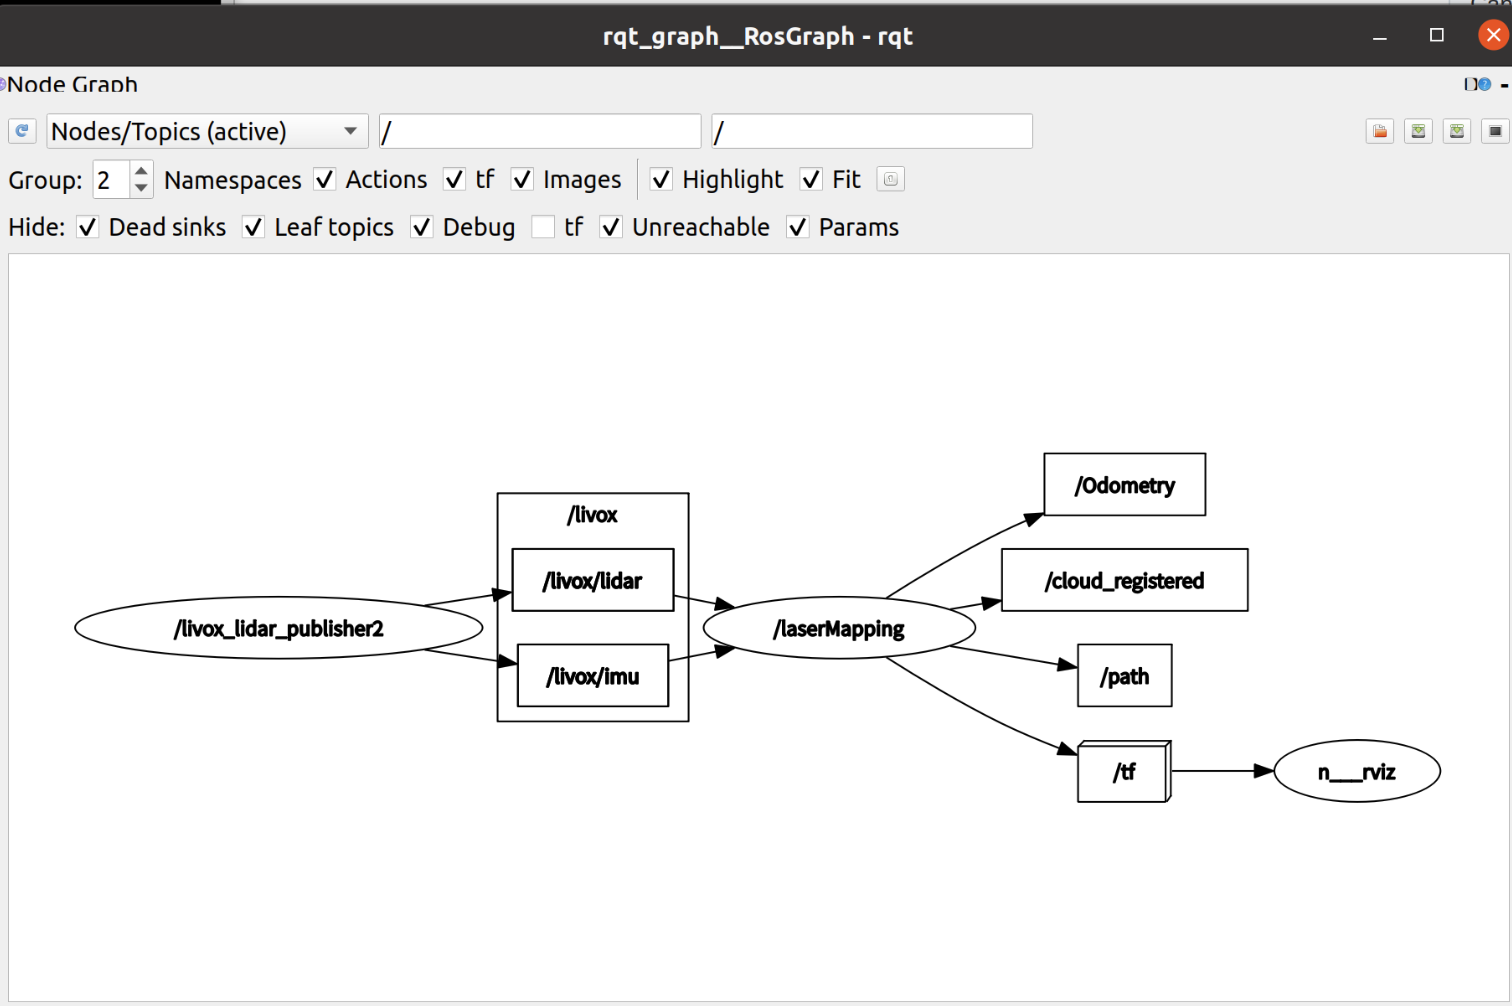 rqt_graph__RosGraph - rqt
Node Graph
Nodes/Topics (active) / /
Group: 2 Namespaces Actions tf Images Highlight Fit
Hide: Dead sinks Leaf topics Debug tf Unreachable Params
/Odometry
/livox
/livox/lidar
/cloud_registered
/livox_lidar_publisher2
/laserMapping
/livox/imu
/path
/tf
n___rviz